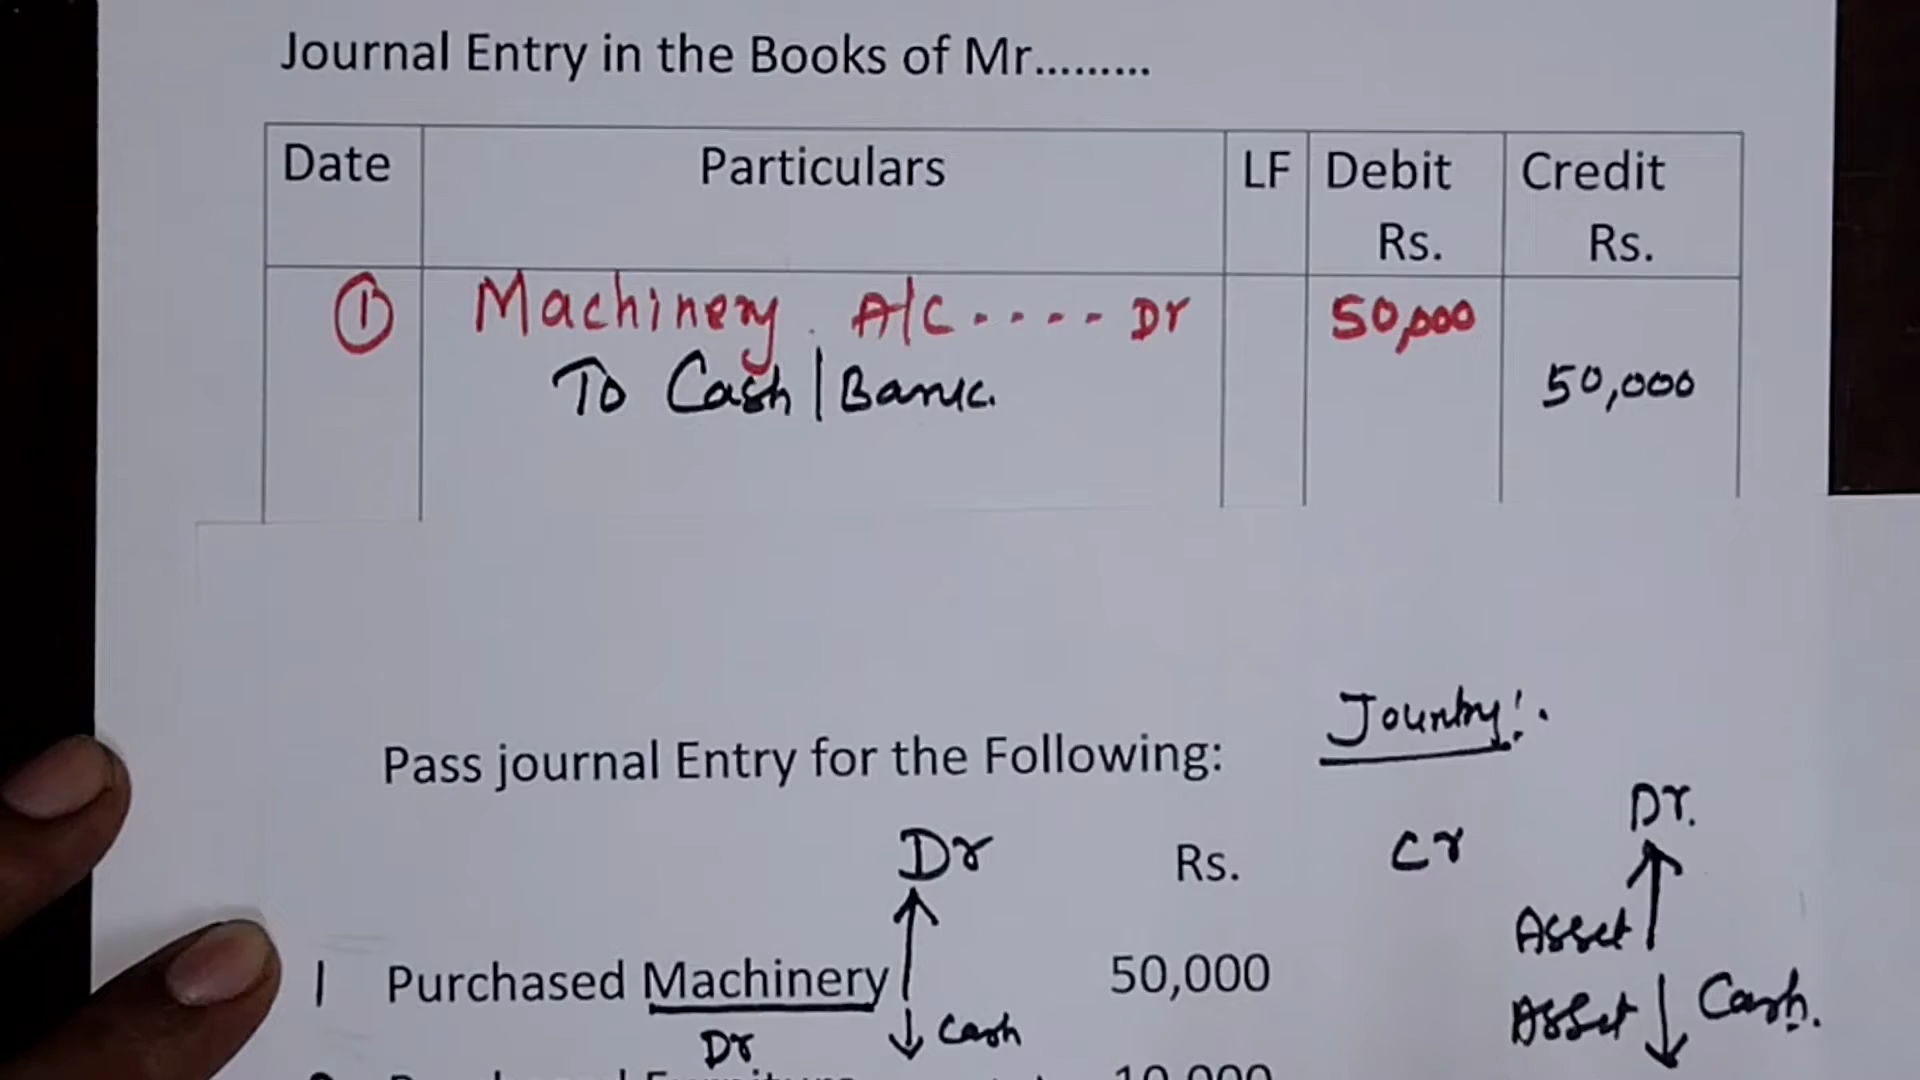 Journal Entry in the Books of Mr.........
Date Particulars LF Debit Rs. Credit Rs.
① Machinery A/C ---- Dr 50,000
To Cash | Bank. 50,000
Pass journal Entry for the Following:
Dr Rs. Cr Dr.
Asset
1 Purchased Machinery 50,000
Asset Cash.
Dr Cash
10,000